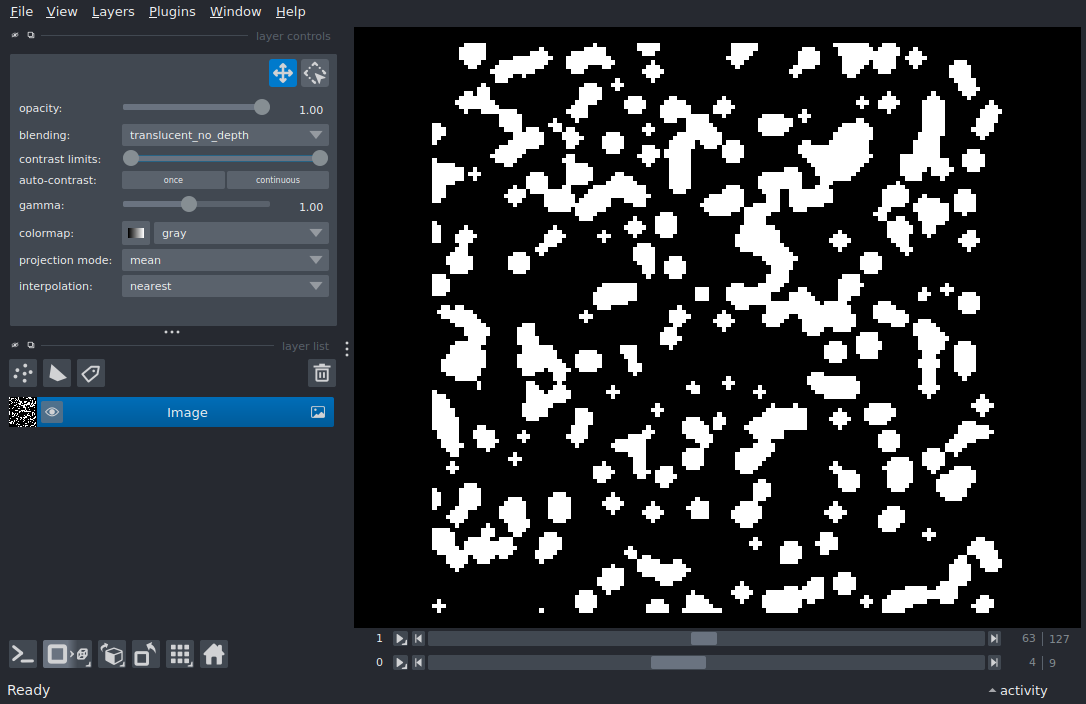 File View Layers Plugins Window Help
layer controls
opacity: 1.00
blending: translucent_no_depth
contrast limits:
auto-contrast: once continuous
gamma: 1.00
colormap: gray
projection mode: mean
interpolation: nearest
layer list
Image
1 63 127
0 4 9
Ready activity